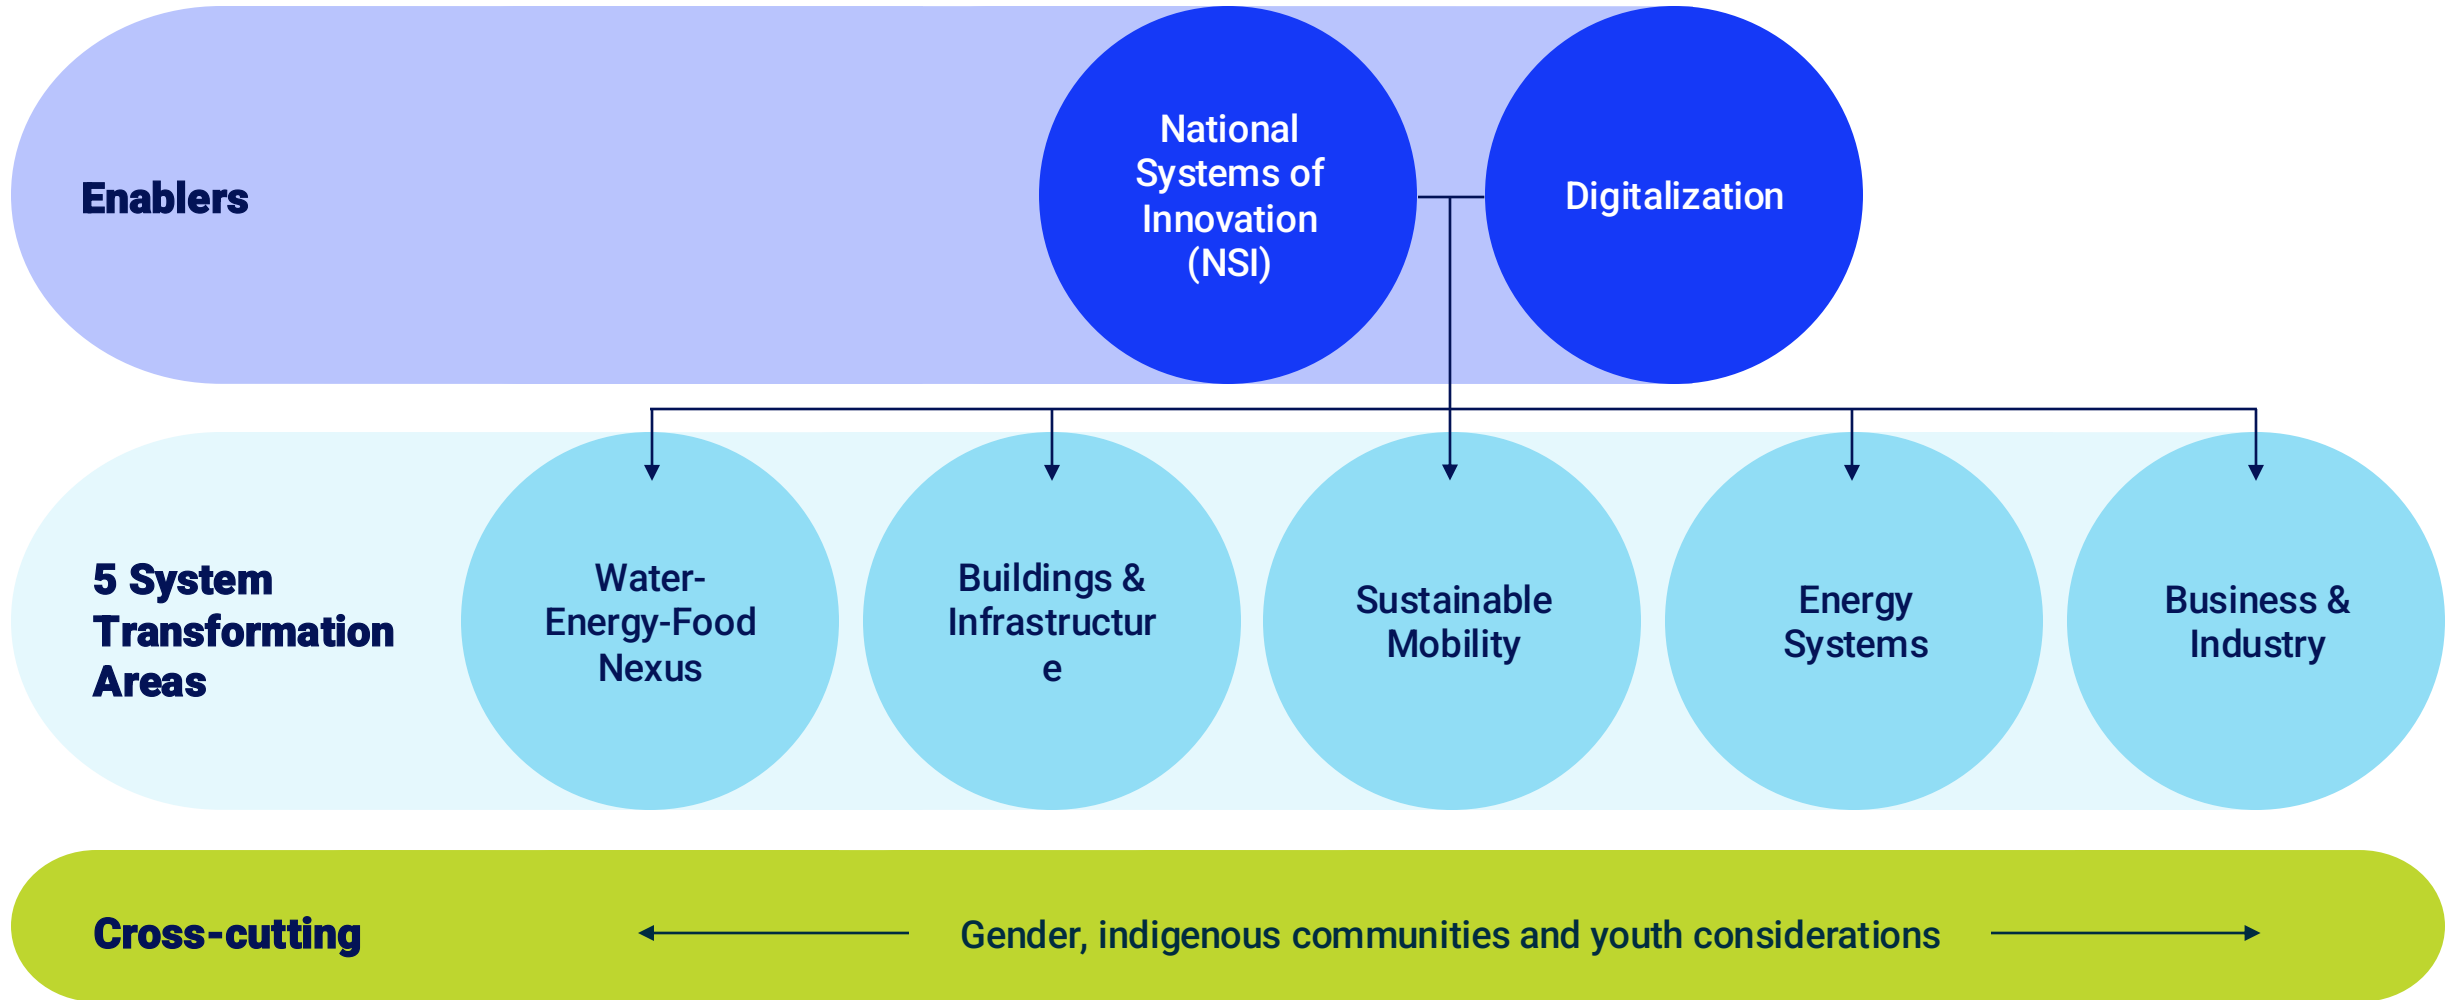 Enablers
National
Systems of
Innovation
(NSI)
Digitalization
5 System
Transformation
Areas
Water-
Energy-Food
Nexus
Buildings &
Infrastructur
e
Sustainable
Mobility
Energy
Systems
Business &
Industry
Cross-cutting
Gender, indigenous communities and youth considerations